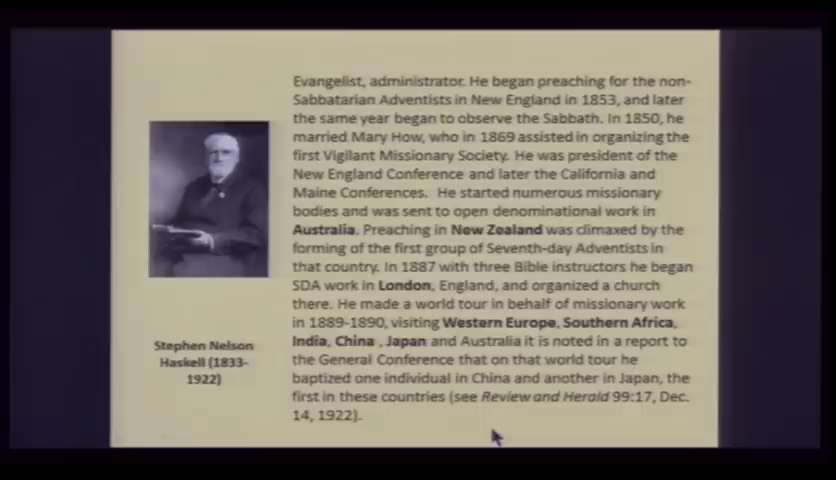 Evangelist, administrator. He began preaching for the non-
Sabbatarian Adventists in New England in 1853, and later
the same year began to observe the Sabbath. In 1850, he
married Mary How, who in 1869 assisted in organizing the
first Vigilant Missionary Society. He was president of the
New England Conference and later the California and
Maine Conferences. He started numerous missionary
bodies and was sent to open denominational work in
Australia. Preaching in New Zealand was climaxed by the
forming of the first group of Seventh-day Adventists in
that country. In 1887 with three Bible instructors he began
SDA work in London, England, and organized a church
there. He made a world tour in behalf of missionary work
in 1889-1890, visiting Western Europe, Southern Africa,
India, China , Japan and Australia it is noted in a report to
the General Conference that on that world tour he
baptized one individual in China and another in Japan, the
first in these countries (see Review and Herald 99:17, Dec.
14, 1922).
Stephen Nelson
Haskell (1833-
1922)